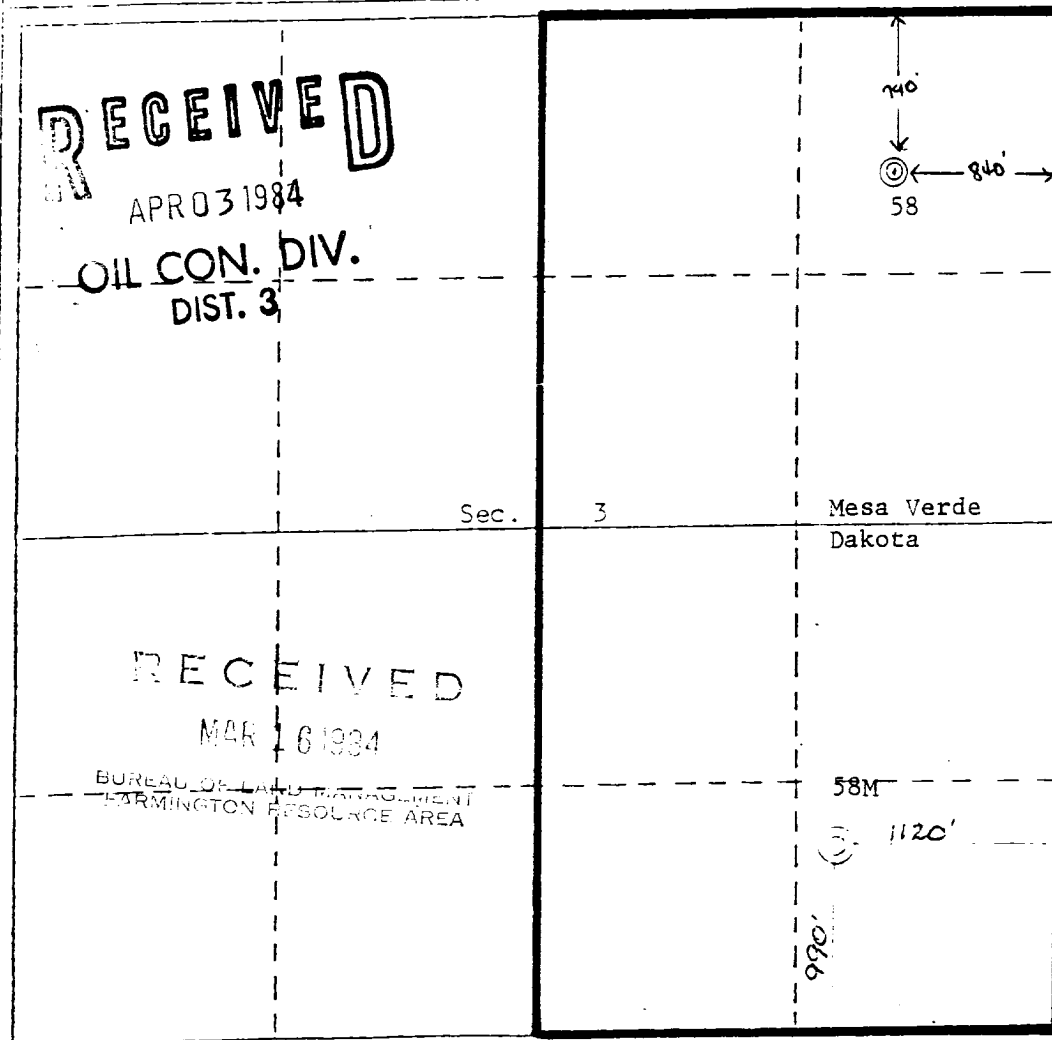 RECEIVED
APR 03 1984
OIL CON. DIV.
DIST. 3
840'
58
Sec. 3
Mesa Verde
Dakota
RECEIVED
MAR 16 1984
BUREAU OF LAND MANAGEMENT
FARMINGTON RESOURCE AREA
58M
1120'
990'